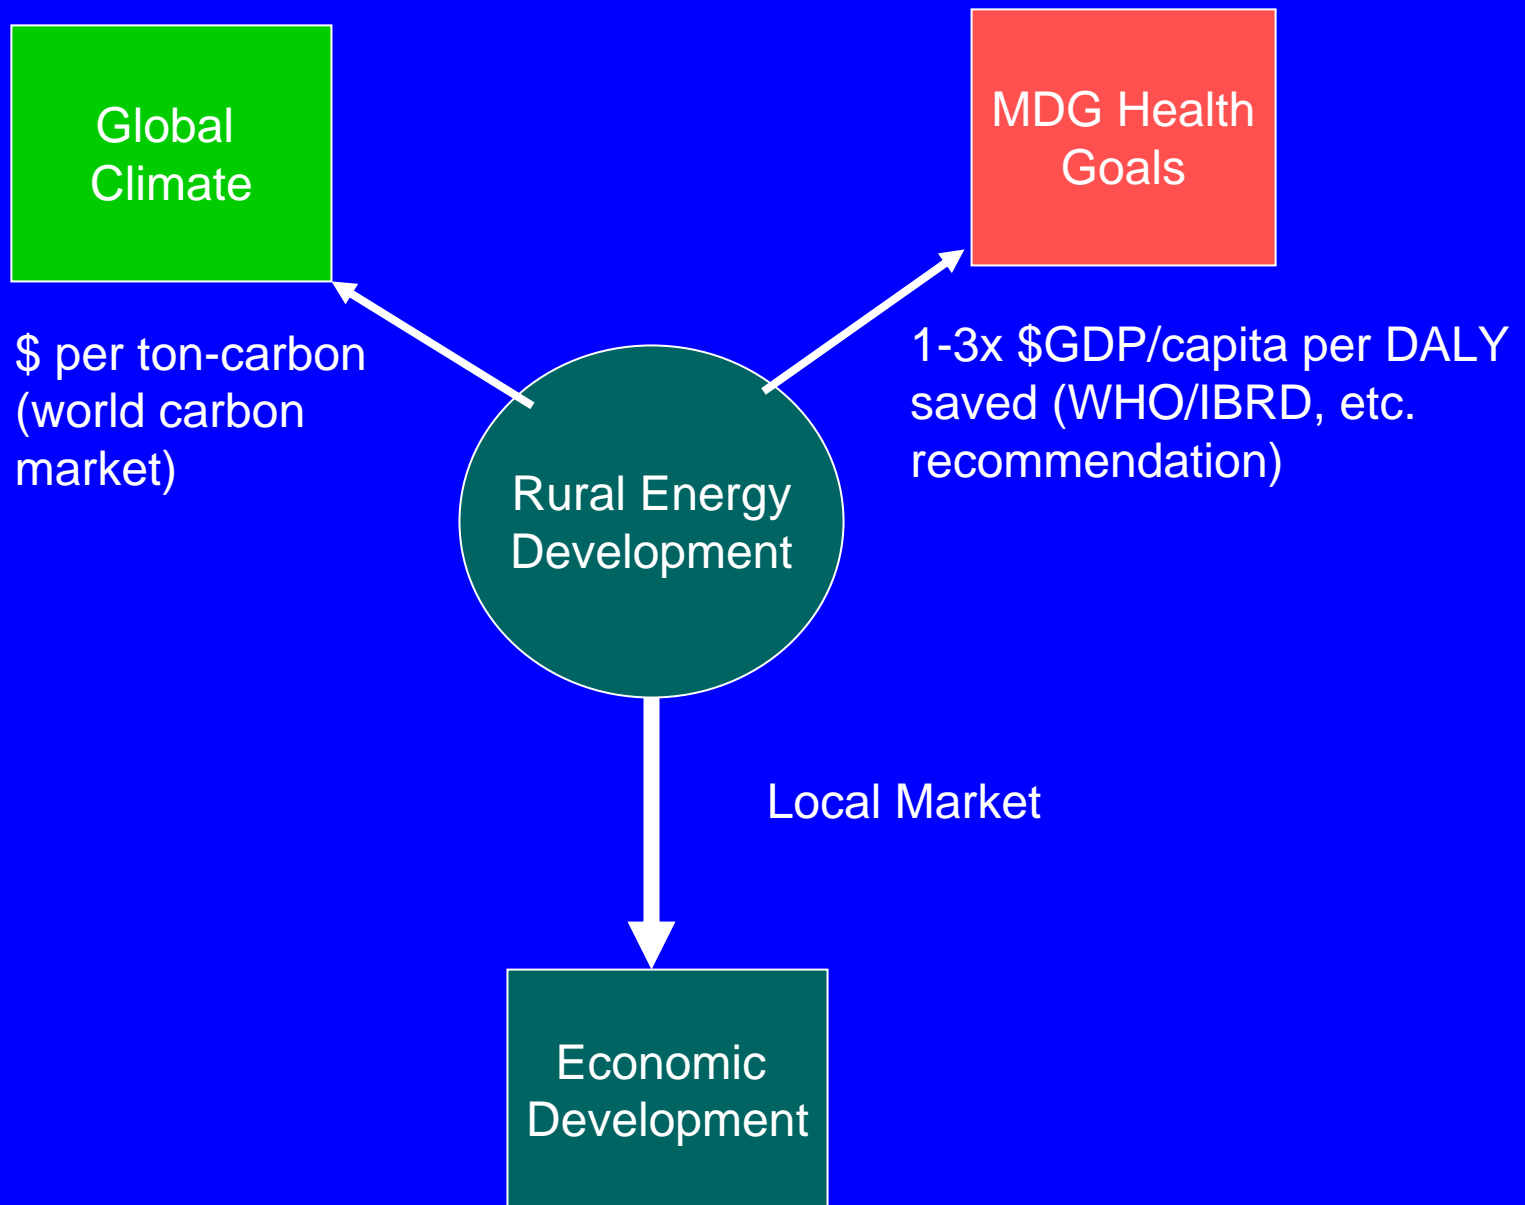 Global
Climate
MDG Health
Goals
$ per ton-carbon
(world carbon
market)
1-3x $GDP/capita per DALY
saved (WHO/IBRD, etc.
recommendation)
Rural Energy
Development
Local Market
Economic
Development